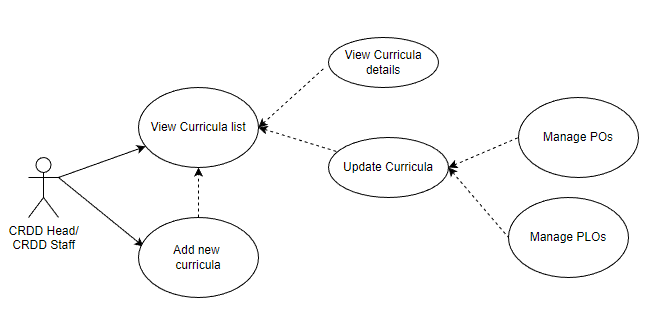 View Curricula
details
View Curricula list
Manage POs
Update Curricula
CRDD Head/
CRDD Staff
Manage PLOs
Add new
curricula